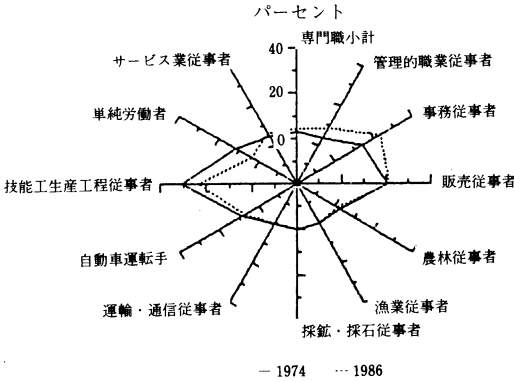 パーセント
40
専門職小計
サービス業従事者
管理的職業従事者
20
単純労働者
事務従事者
0
技能工生産工程従事者
販売従事者
自動車運転手
農林従事者
運輸・通信従事者
漁業従事者
採鉱・採石従事者
— 1974 ··· 1986